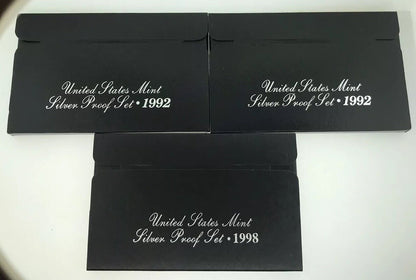 United States Mint
Silver Proof Set • 1992
United States Mint
Silver Proof Set • 1992
United States Mint
Silver Proof Set • 1998